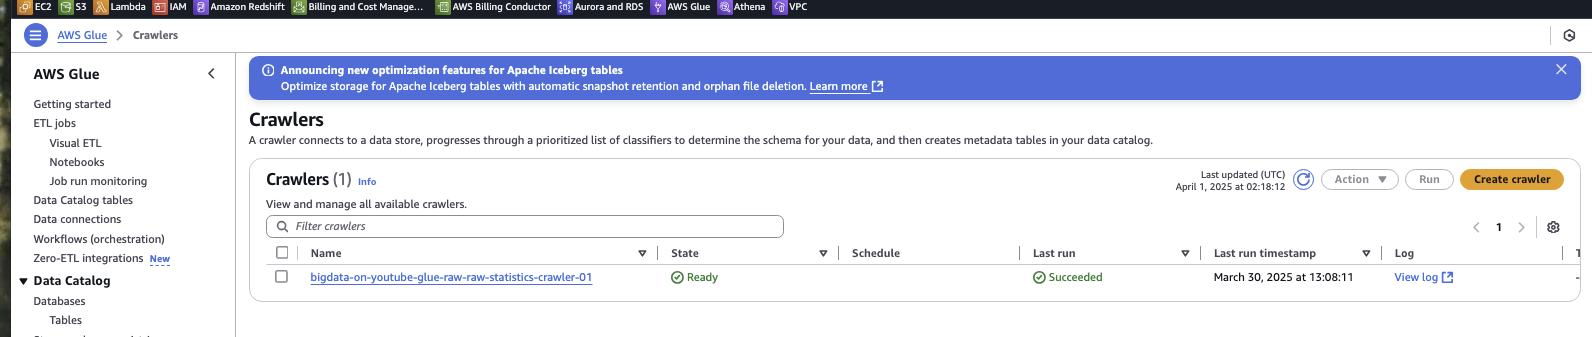 EC2 S3 Lambda IAM Amazon Redshift Billing and Cost Manage... AWS Billing Conductor Aurora and RDS AWS Glue Athena VPC
AWS Glue > Crawlers
AWS Glue
Getting started
ETL jobs
Visual ETL
Notebooks
Job run monitoring
Data Catalog tables
Data connections
Workflows (orchestration)
Zero-ETL integrations New
Data Catalog
Databases
Tables
Announcing new optimization features for Apache Iceberg tables
Optimize storage for Apache Iceberg tables with automatic snapshot retention and orphan file deletion. Learn more
Crawlers
A crawler connects to a data store, progresses through a prioritized list of classifiers to determine the schema for your data, and then creates metadata tables in your data catalog.
Crawlers (1) Info
Last updated (UTC)
April 1, 2025 at 02:18:12
Action Run Create crawler
View and manage all available crawlers.
Filter crawlers
1
Name State Schedule Last run Last run timestamp Log
bigdata-on-youtube-glue-raw-raw-statistics-crawler-01 Ready Succeeded March 30, 2025 at 13:08:11 View log -